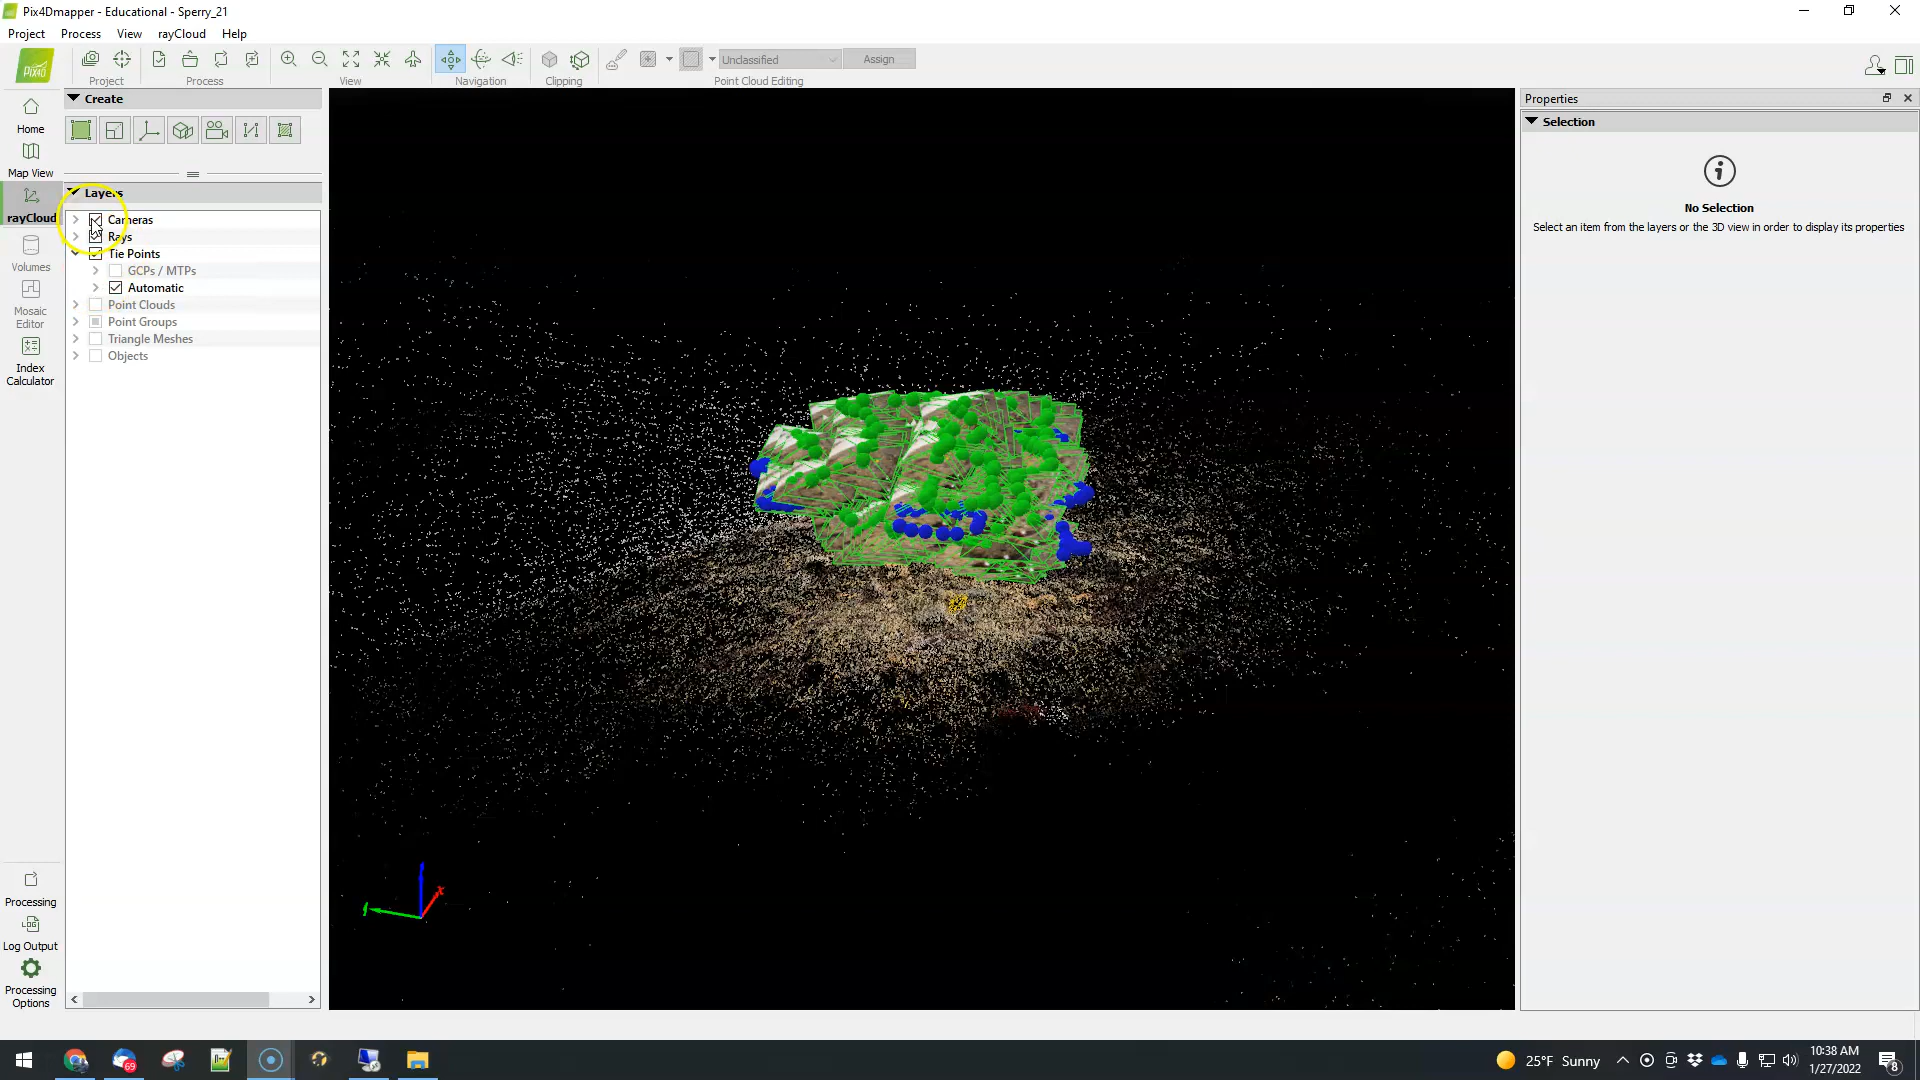 Pix4Dmapper - Educational - Sperry_21
Project Process View rayCloud Help
Unclassified
Assign
Project Process View Navigation Clipping Point Cloud Editing
Create
Home
Map View
rayCloud
Volumes
Mosaic
Editor
Index
Calculator
Layers
Cameras
Rays
Tie Points
GCPs / MTPs
Automatic
Point Clouds
Point Groups
Triangle Meshes
Objects
Properties
Selection
No Selection
Select an item from the layers or the 3D view in order to display its properties
Processing
LOG
Log Output
Processing
Options
x
69
25°F Sunny
10:38 AM
1/27/2022
8